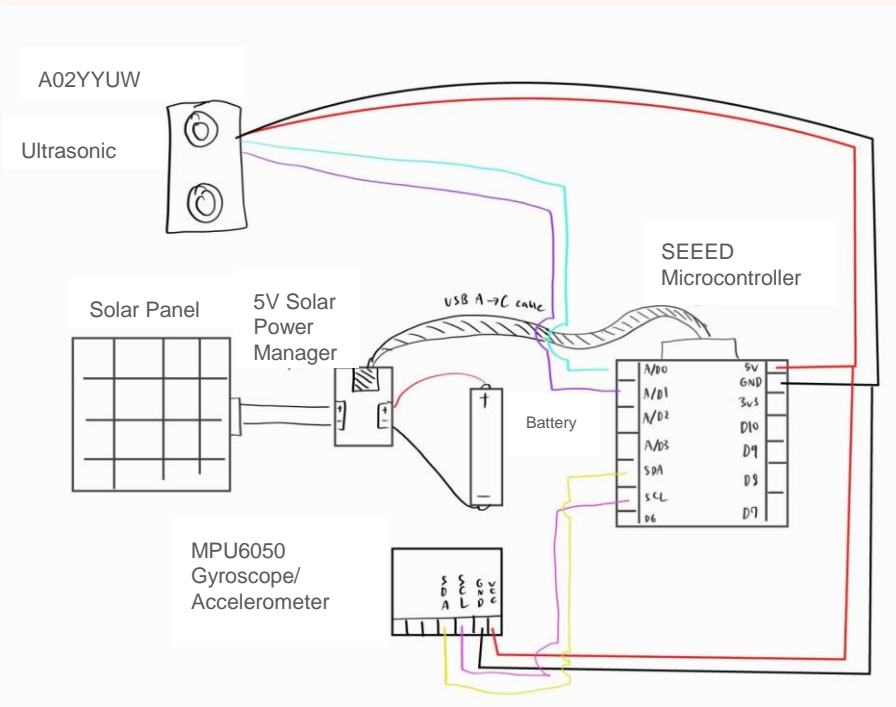 A02YYUW
Ultrasonic
SEEED
Microcontroller
Solar Panel
5V Solar
Power
Manager
USB A→C cable
Battery
+
-
+
-
+
-
A/D0
A/D1
A/D2
A/D3
SDA
SCL
D6
5V
GND
3V3
D10
D9
D8
D7
MPU6050
Gyroscope/
Accelerometer
SDA
SCL
GND
VCC